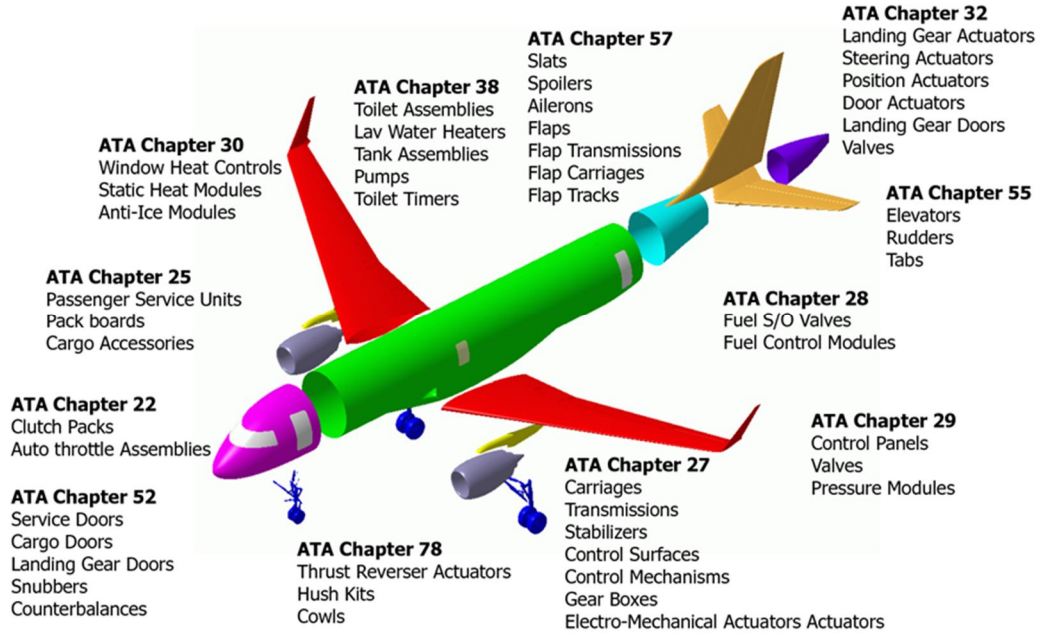 ATA Chapter 32
Landing Gear Actuators
Steering Actuators
Position Actuators
Door Actuators
Landing Gear Doors
Valves
ATA Chapter 57
Slats
Spoilers
Ailerons
Flaps
Flap Transmissions
Flap Carriages
Flap Tracks
ATA Chapter 38
Toilet Assemblies
Lav Water Heaters
Tank Assemblies
Pumps
Toilet Timers
ATA Chapter 30
Window Heat Controls
Static Heat Modules
Anti-Ice Modules
ATA Chapter 55
Elevators
Rudders
Tabs
ATA Chapter 25
Passenger Service Units
Pack boards
Cargo Accessories
ATA Chapter 28
Fuel S/O Valves
Fuel Control Modules
ATA Chapter 22
Clutch Packs
Auto throttle Assemblies
ATA Chapter 29
Control Panels
Valves
Pressure Modules
ATA Chapter 52
Service Doors
Cargo Doors
Landing Gear Doors
Snubbers
Counterbalances
ATA Chapter 78
Thrust Reverser Actuators
Hush Kits
Cowls
ATA Chapter 27
Carriages
Transmissions
Stabilizers
Control Surfaces
Control Mechanisms
Gear Boxes
Electro-Mechanical Actuators Actuators